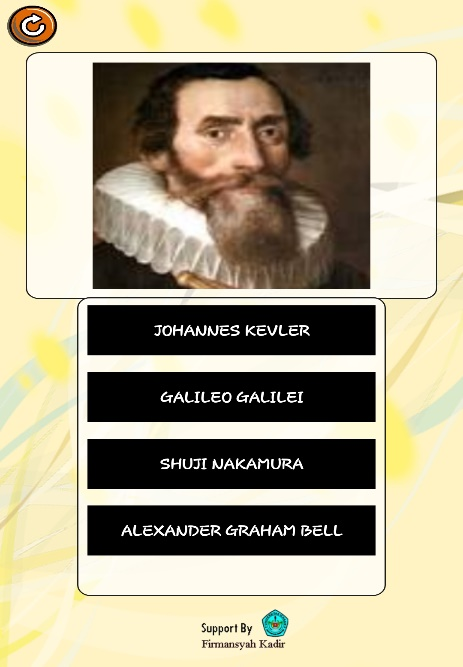 JOHANNES KEVLER
GALILEO GALILEI
SHUJI NAKAMURA
ALEXANDER GRAHAM BELL
Support By
Firmansyah Kadir